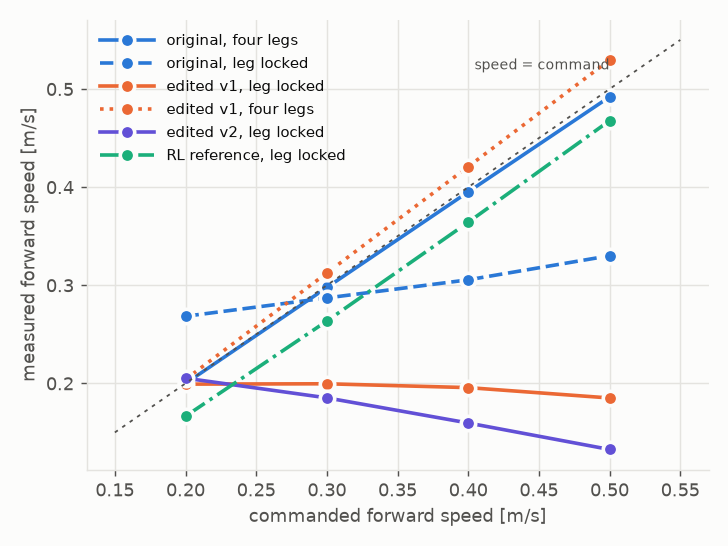 original, four legs
original, leg locked
edited v1, leg locked
edited v1, four legs
edited v2, leg locked
RL reference, leg locked
speed = command
measured forward speed [m/s]
0.5
0.4
0.3
0.2
0.15 0.20 0.25 0.30 0.35 0.40 0.45 0.50 0.55
commanded forward speed [m/s]